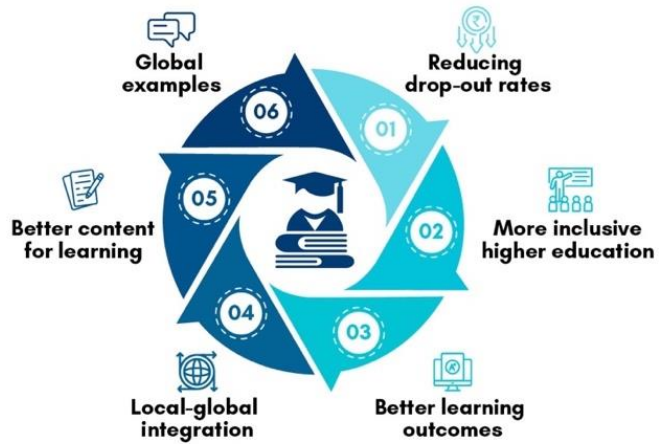 Global
examples
06
Reducing
drop-out rates
01
More inclusive
higher education
02
Better learning
outcomes
03
Local-global
integration
04
Better content
for learning
05